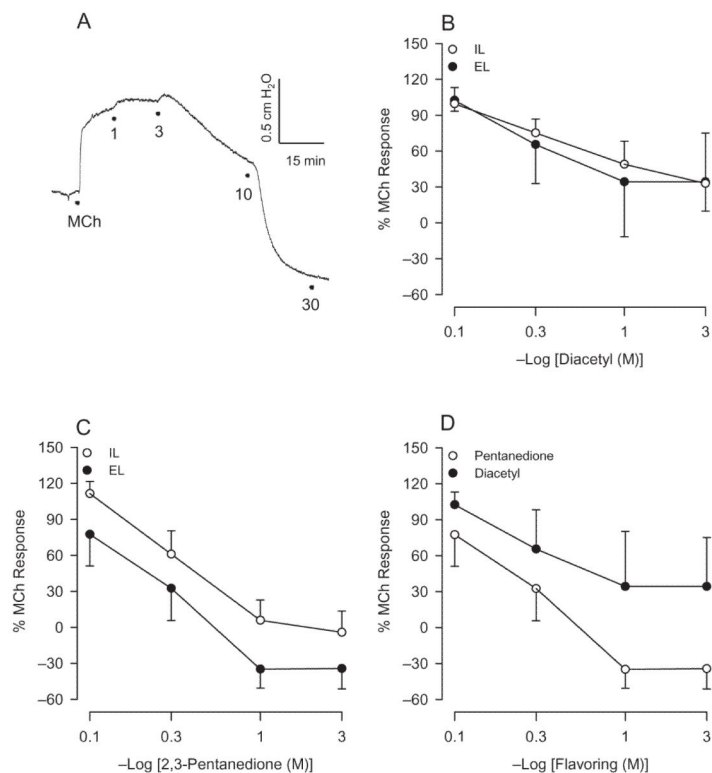 A
MCh
1
3
10
30
0.5 cm H₂O
15 min
B
IL
EL
% MCh Response
150
120
90
60
30
0
–30
–60
0.1 0.3 1 3
–Log [Diacetyl (M)]
C
IL
EL
% MCh Response
150
120
90
60
30
0
–30
–60
0.1 0.3 1 3
–Log [2,3-Pentanedione (M)]
D
Pentanedione
Diacetyl
% MCh Response
150
120
90
60
30
0
–30
–60
0.1 0.3 1 3
–Log [Flavoring (M)]